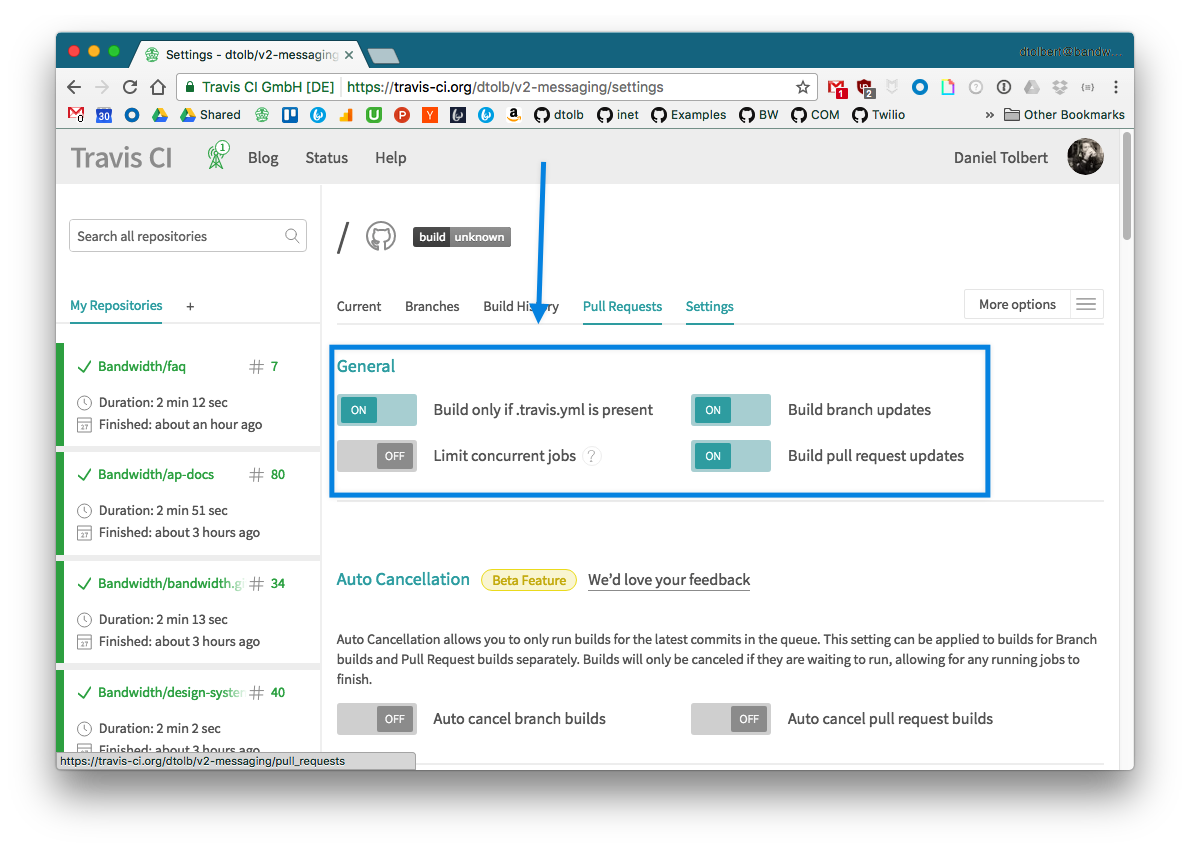 Settings - dtolb/v2-messaging
Travis CI GmbH [DE] https://travis-ci.org/dtolb/v2-messaging/settings
1
2
0
30
Shared
dtolb
inet
Examples
BW
COM
Twilio
»
Other Bookmarks
Travis CI
1
Blog
Status
Help
Daniel Tolbert
Search all repositories
/
build unknown
My Repositories
+
Current
Branches
Build History
Pull Requests
Settings
More options
Bandwidth/faq # 7
Duration: 2 min 12 sec
Finished: about an hour ago
Bandwidth/ap-docs # 80
Duration: 2 min 51 sec
Finished: about 3 hours ago
Bandwidth/bandwidth.gi # 34
Duration: 2 min 13 sec
Finished: about 3 hours ago
Bandwidth/design-system # 40
Duration: 2 min 2 sec
Finished: about 3 hours ago
General
ON Build only if .travis.yml is present
ON Build branch updates
OFF Limit concurrent jobs ?
ON Build pull request updates
Auto Cancellation Beta Feature We'd love your feedback
Auto Cancellation allows you to only run builds for the latest commits in the queue. This setting can be applied to builds for Branch
builds and Pull Request builds separately. Builds will only be canceled if they are waiting to run, allowing for any running jobs to
finish.
OFF Auto cancel branch builds
OFF Auto cancel pull request builds
https://travis-ci.org/dtolb/v2-messaging/pull_requests